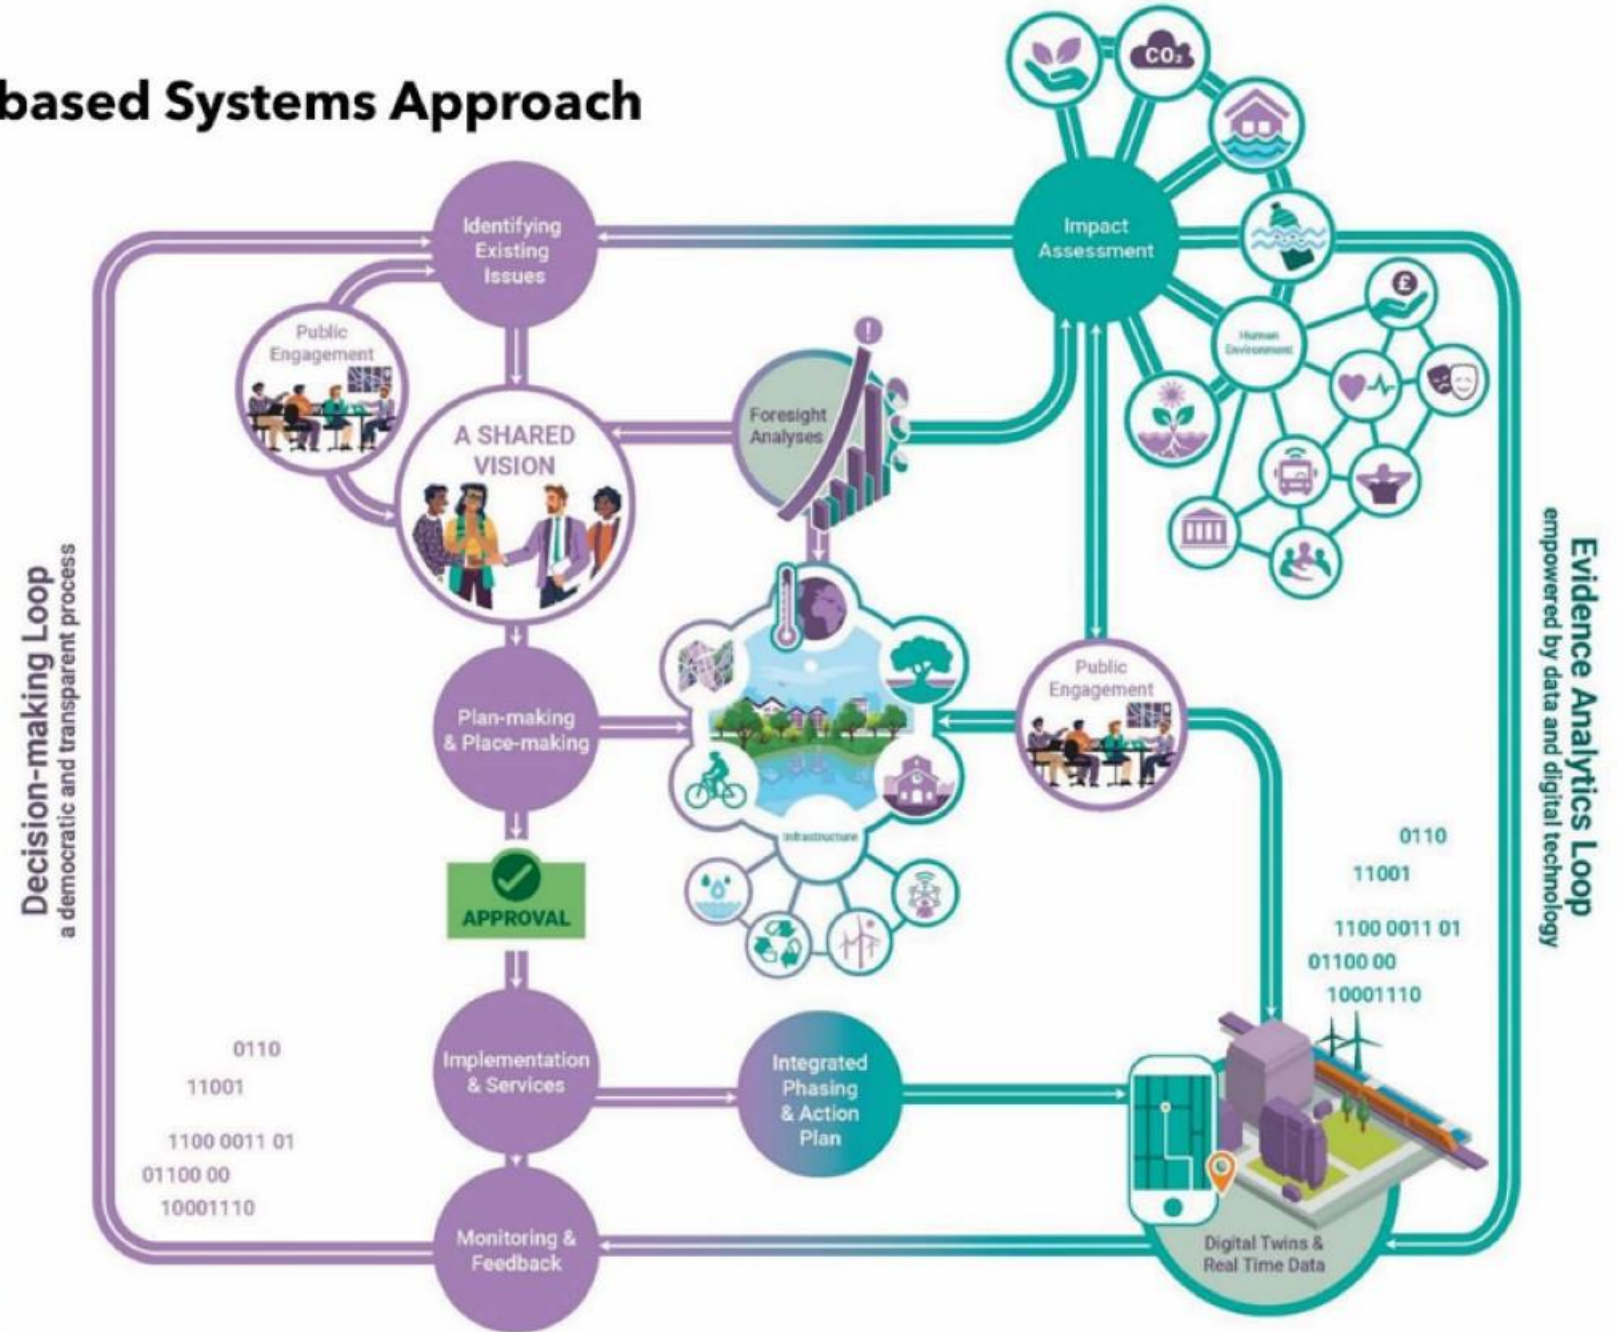 based Systems Approach
CO₂
Identifying
Existing
Issues
Impact
Assessment
Public
Engagement
£
Human
Environment
!
Foresight
Analyses
A SHARED
VISION
Plan-making
& Place-making
Public
Engagement
Infrastructure
APPROVAL
Decision-making Loop
a democratic and transparent process
Evidence Analytics Loop
empowered by data and digital technology
0110
11001
1100 0011 01
01100 00
10001110
Implementation
& Services
Integrated
Phasing
& Action
Plan
0110
11001
1100 0011 01
01100 00
10001110
Monitoring &
Feedback
Digital Twins &
Real Time Data